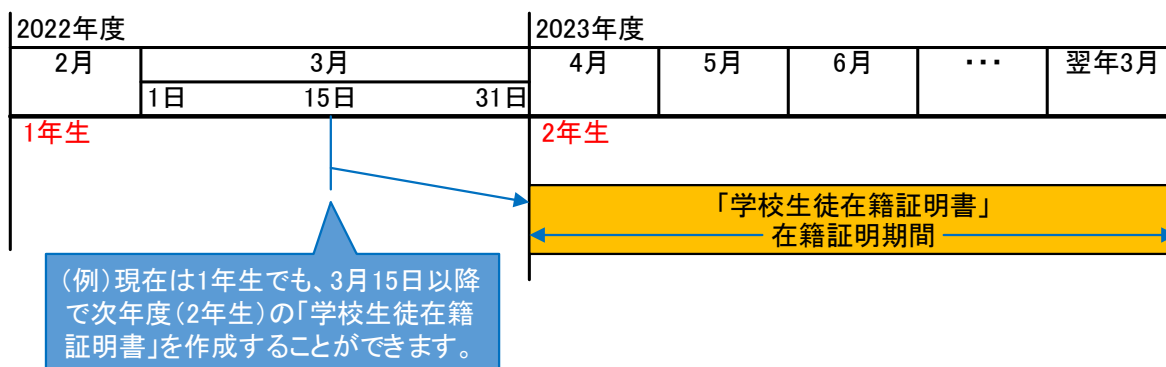 2022年度 2023年度
2月 3月 4月 5月 6月 ・・・ 翌年3月
1日 15日 31日
1年生 2年生
「学校生徒在籍証明書」
在籍証明期間
(例)現在は1年生でも、3月15日以降
で次年度(2年生)の「学校生徒在籍
証明書」を作成することができます。